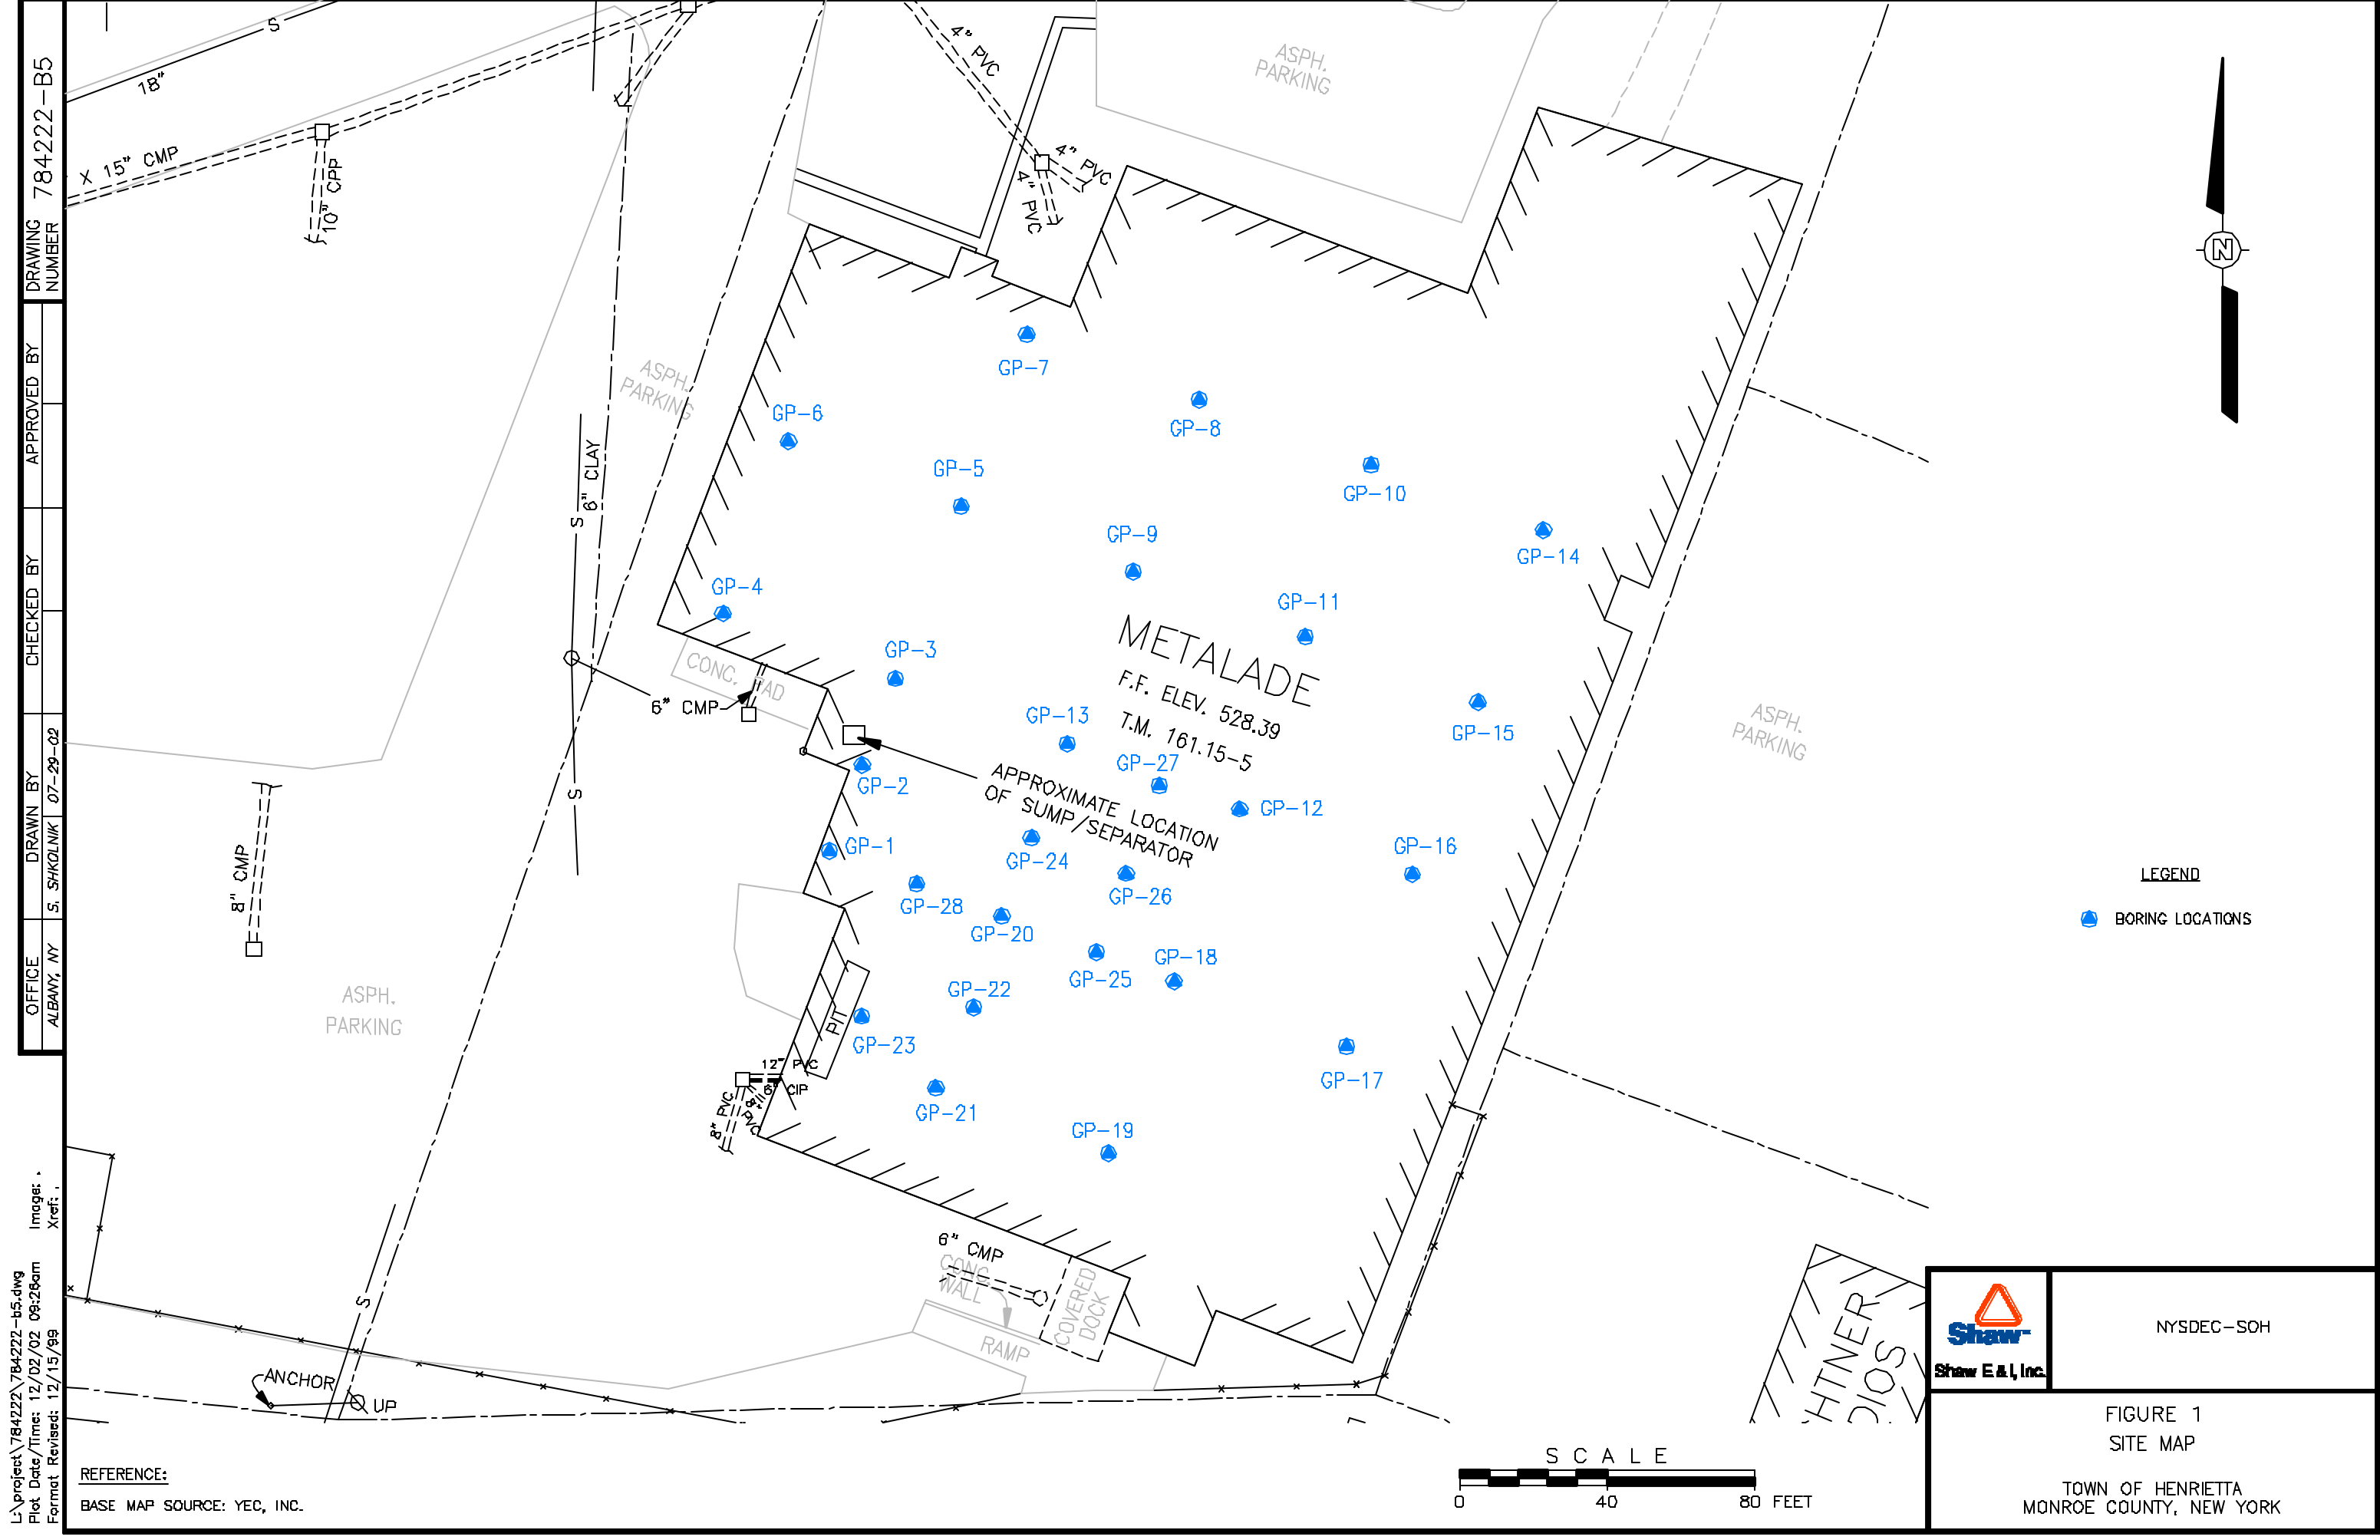 DRAWING
NUMBER
784222-B5
APPROVED BY
CHECKED BY
DRAWN BY
S. SHKOLNIK
07-29-02
OFFICE
ALBANY, NY
L:\project\784222\784222-b5.dwg
Plot Date/Time: 12/02/02 09:26am
Format Revised: 12/15/99
Image: .
Xref: .
S
18"
X 15" CMP
10" CPP
4" PVC
4" PVC
4" PVC
ASPH.
PARKING
N
ASPH.
PARKING
GP-7
GP-6
GP-8
GP-5
GP-10
6" CLAY
S
GP-9
GP-14
GP-4
GP-11
GP-3
METALADE
F.F. ELEV. 528.39
T.M. 161.15-5
CONC. PAD
6" CMP
GP-13
GP-15
ASPH.
PARKING
GP-27
GP-2
APPROXIMATE LOCATION
OF SUMP/SEPARATOR
S
GP-12
GP-1
GP-24
GP-16
8" CMP
GP-26
GP-28
LEGEND
BORING LOCATIONS
GP-20
GP-18
GP-25
GP-22
ASPH.
PARKING
PIT
GP-23
12" PVC
6" CIP
8" PVC
8" PVC
GP-17
GP-21
GP-19
6" CMP
CONC.
WALL
COVERED
DOCK
RAMP
S
ANCHOR
UP
HTNER
DIOS
Shaw
Shaw E & I, Inc.
NYSDEC-SOH
FIGURE 1
SITE MAP
TOWN OF HENRIETTA
MONROE COUNTY, NEW YORK
SCALE
0
40
80 FEET
REFERENCE:
BASE MAP SOURCE: YEC, INC.